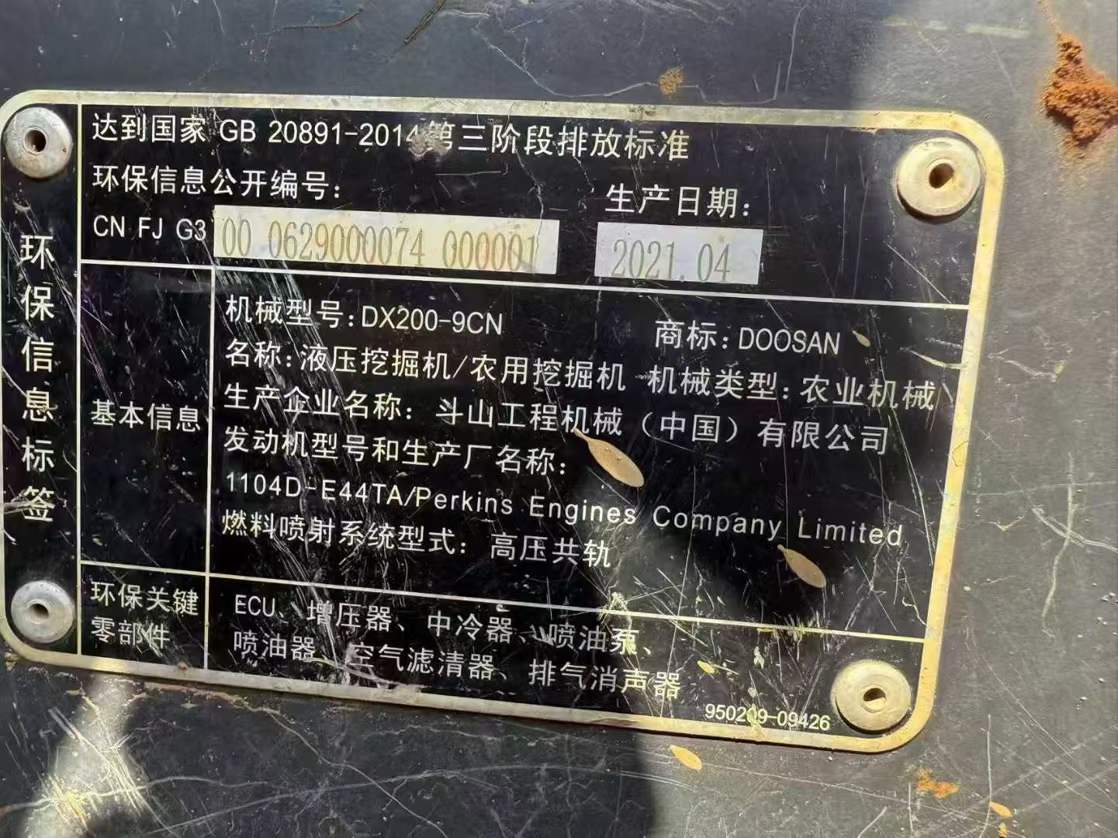 环保信息标签
达到国家 GB 20891-2014第三阶段排放标准
环保信息公开编号:
生产日期:
CN FJ G3 00 0629000074 000001
2021.04
基本信息
机械型号:DX200-9CN
商标:DOOSAN
名称:液压挖掘机/农用挖掘机 机械类型:农业机械
生产企业名称:斗山工程机械(中国)有限公司
发动机型号和生产厂名称:
1104D-E44TA/Perkins Engines Company Limited
燃料喷射系统型式:高压共轨
环保关键
零部件
ECU、增压器、中冷器、喷油泵、
喷油器、空气滤清器、排气消声器
950209-09426